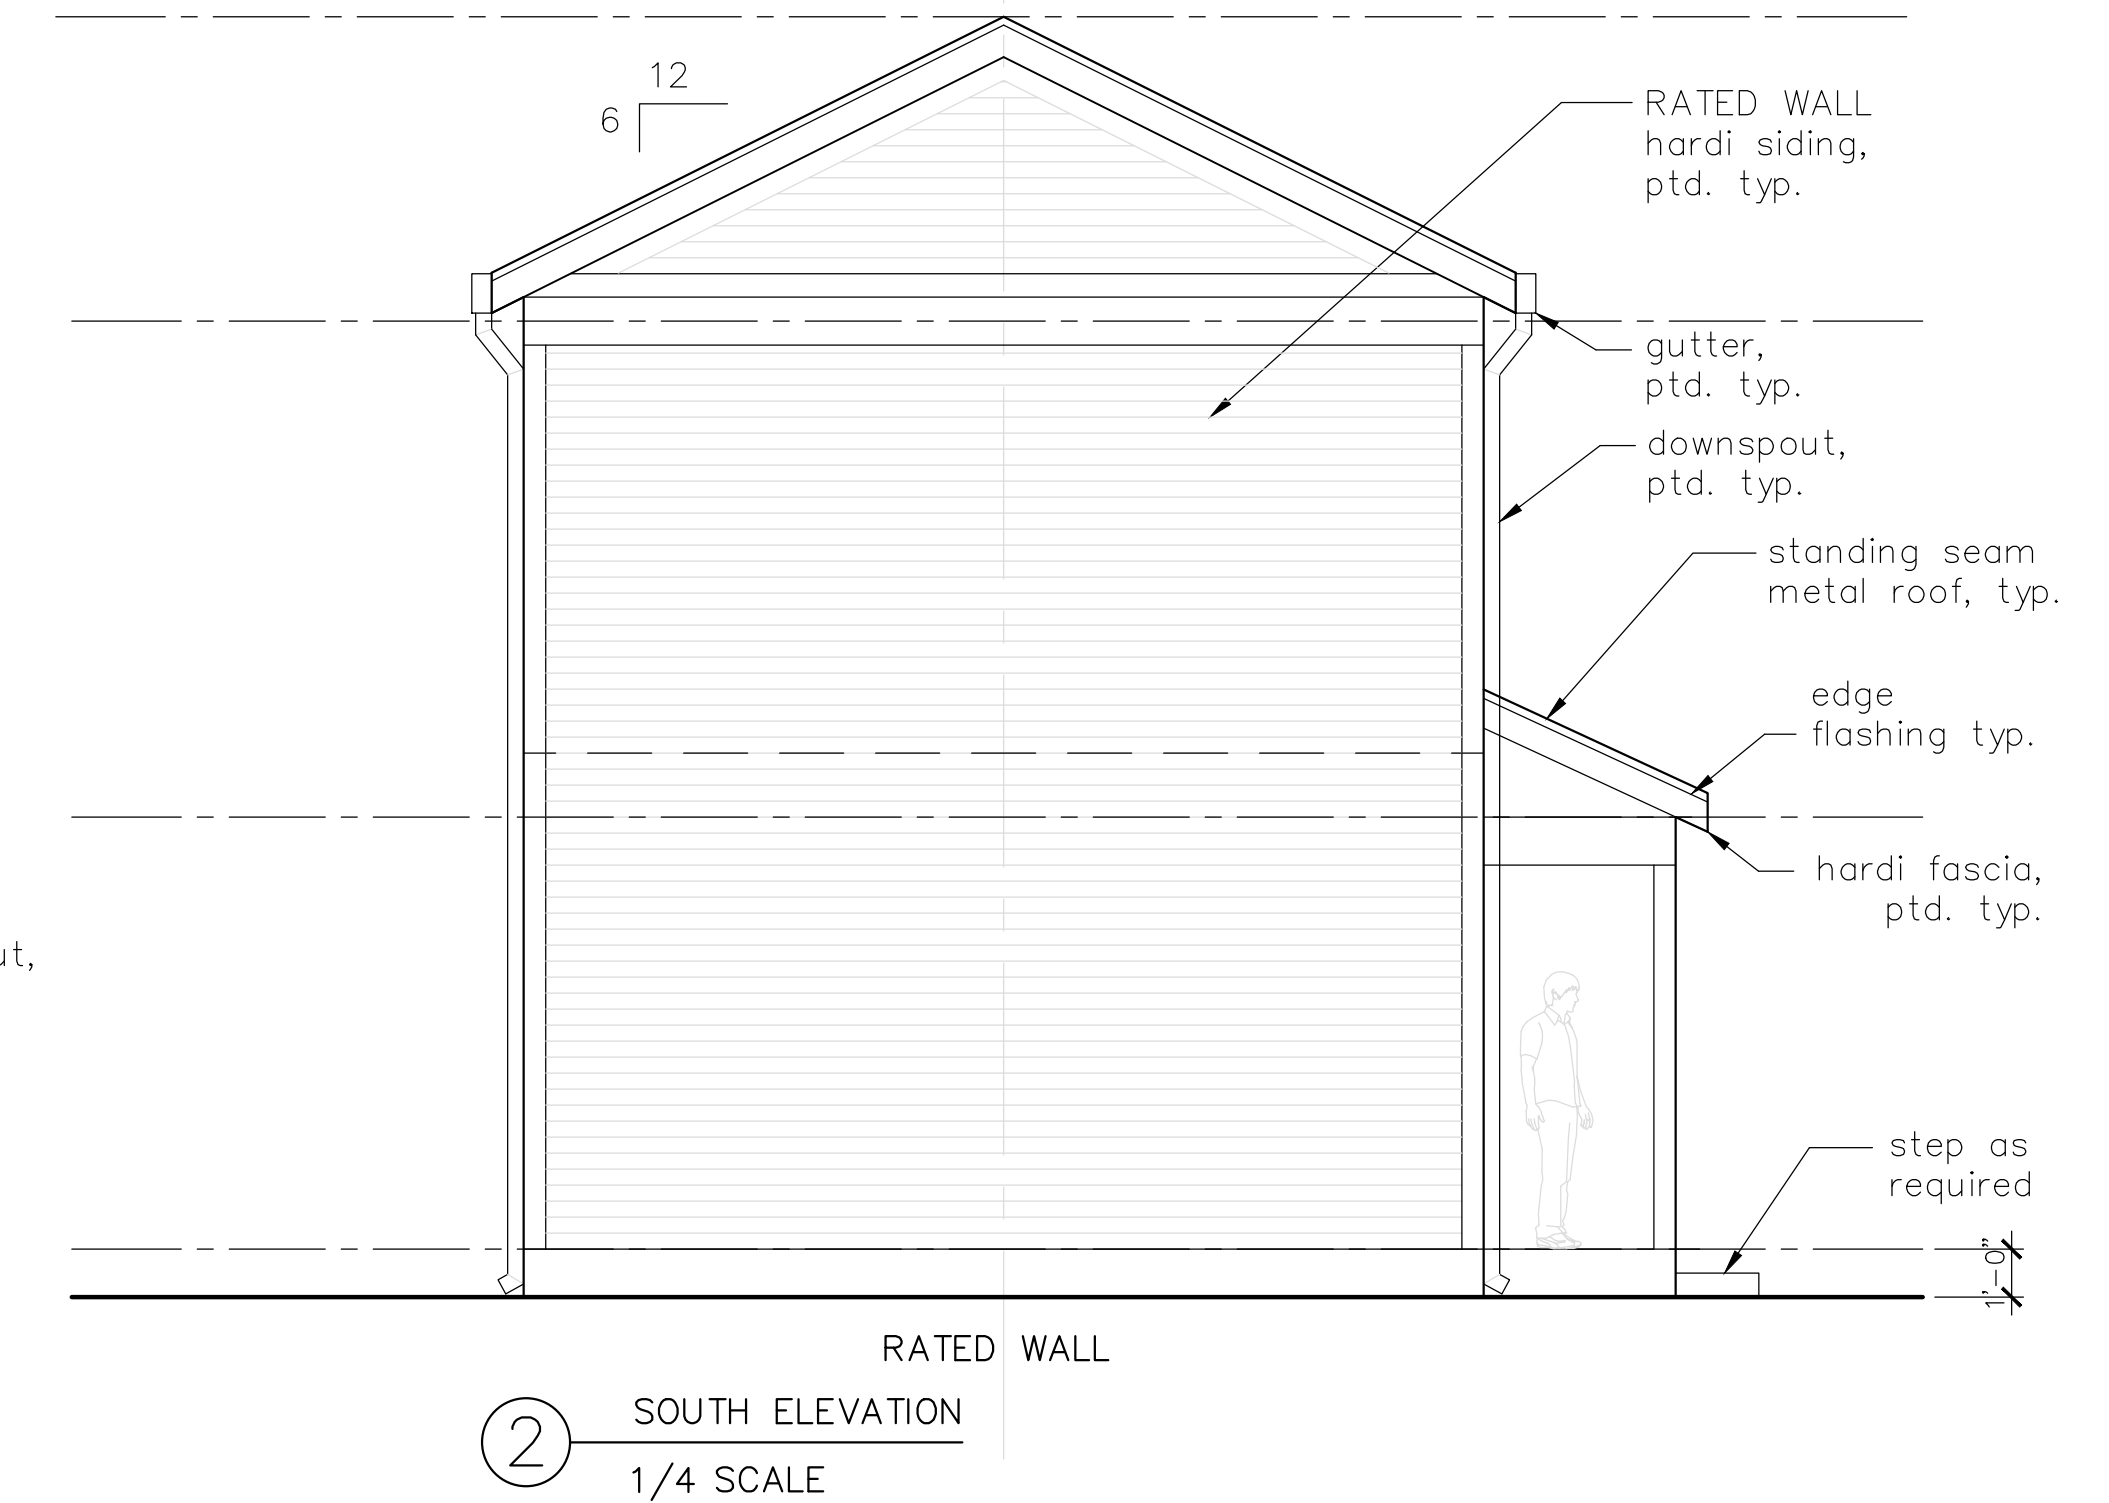 12
6
RATED WALL
hardi siding,
ptd. typ.
gutter,
ptd. typ.
downspout,
ptd. typ.
standing seam
metal roof, typ.
edge
flashing typ.
hardi fascia,
ptd. typ.
ut,
step as
required
1'-0"
RATED WALL
2
SOUTH ELEVATION
1/4 SCALE